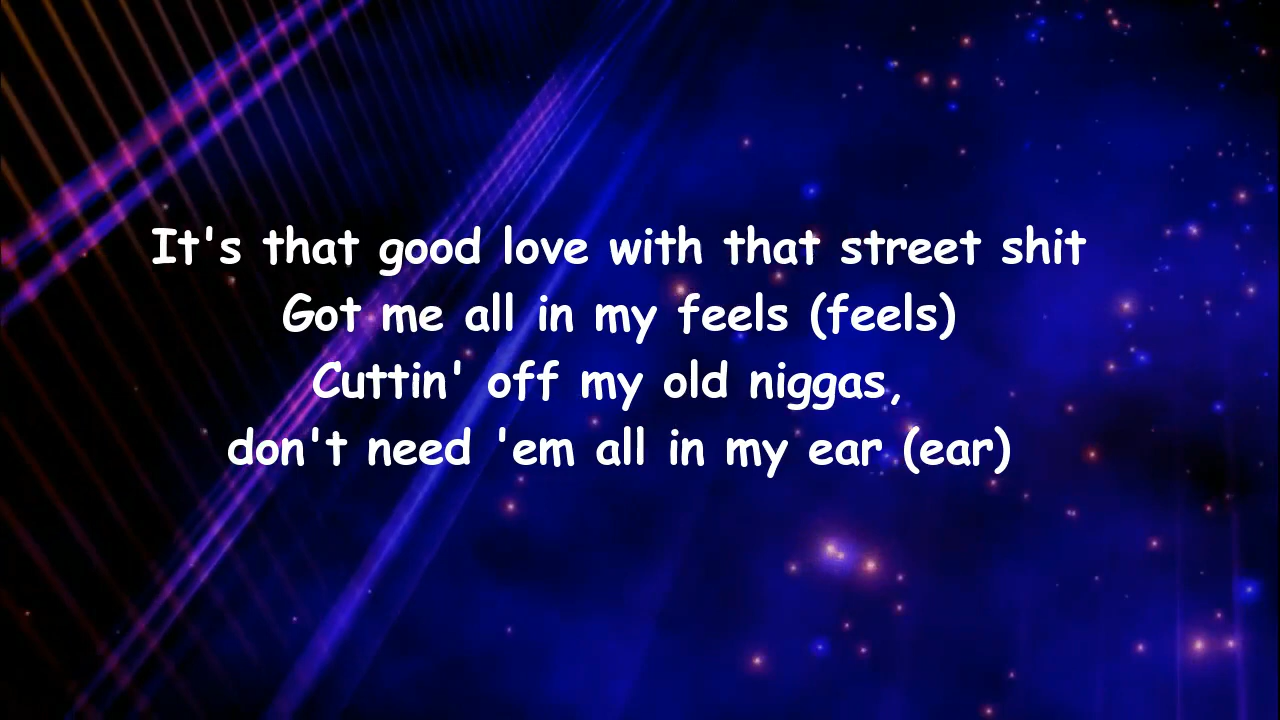 It's that good love with that street shit
Got me all in my feels (feels)
Cuttin' off my old niggas,
don't need 'em all in my ear (ear)